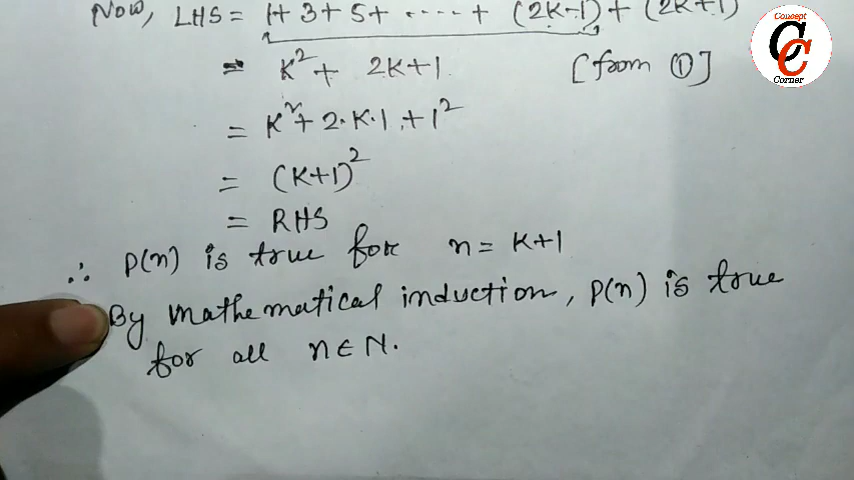 Now, LHS = 1+ 3 + 5 + ..... + (2K-1) + (2K+1)
= K² + 2K+1 [from ①]
= K² + 2·K·1 + 1²
= (K+1)²
= RHS
∴ P(n) is true for n = K+1
By mathematical induction, P(n) is true
for all n ∈ N.
Concept
CC
Corner